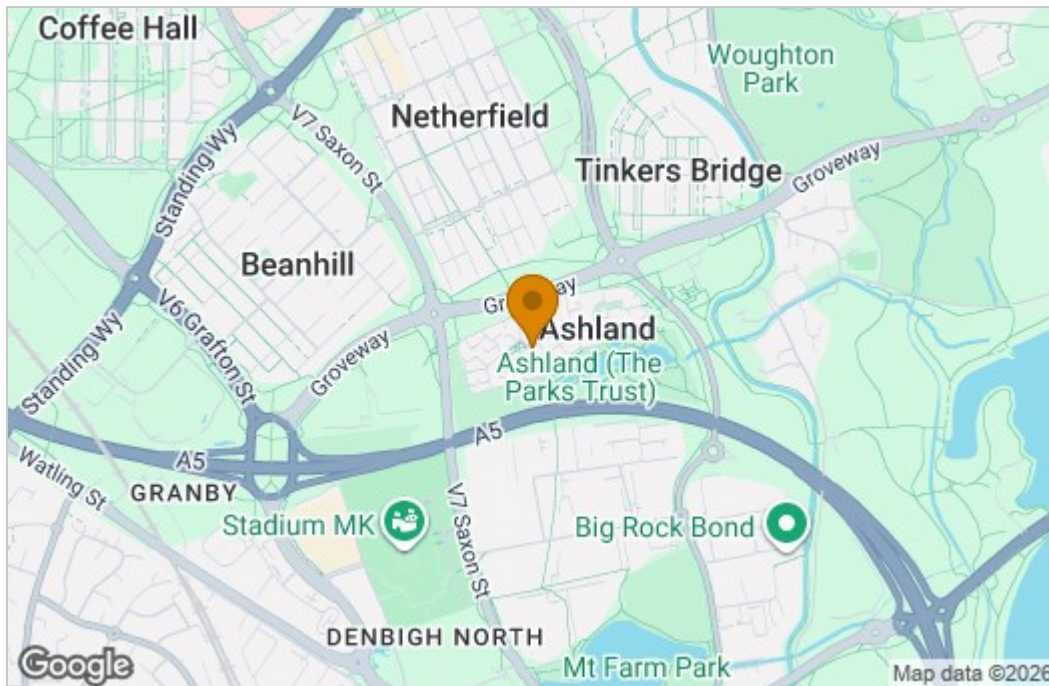 Coffee Hall
Woughton
Park
Netherfield
V7 Saxon St
Standing Wy
Tinkers Bridge
Groveway
Beanhill
V6 Grafton St
Groveway
Ashland
Ashland (The
Parks Trust)
Groveway
Standing Wy
A5
A5
Watling St
GRANBY
Stadium MK
V7 Saxon St
Big Rock Bond
DENBIGH NORTH
Mt Farm Park
Google
Map data ©2026